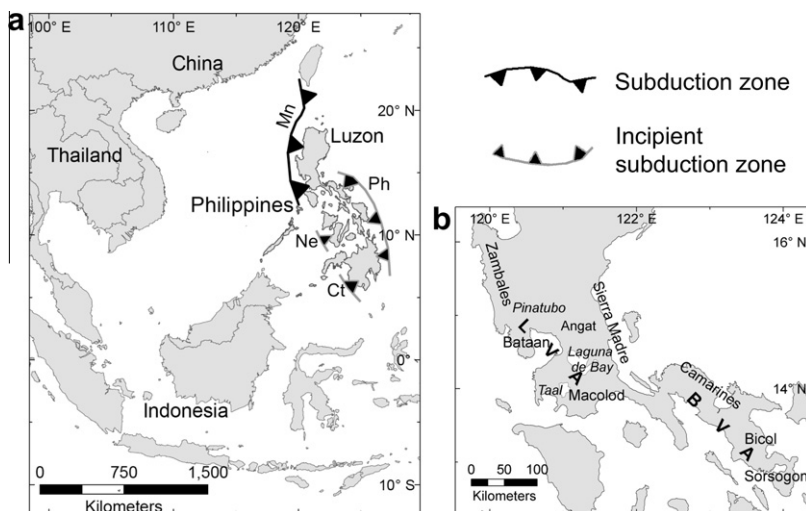 a
100° E
110° E
120° E
China
20° N
Mn
Luzon
Thailand
Philippines
Ph
10° N
Ne
Ct
0°
Indonesia
10° S
0 750 1,500
Kilometers
Subduction zone
Incipient
subduction zone
b
120° E
122° E
124° E
16° N
Zambales
Pinatubo
Sierra Madre
L V A
Angat
Bataan
Laguna
de Bay
Taal
Macolod
14° N
Camarines
B V A
Bicol
Sorsogon
0 50 100
Kilometers